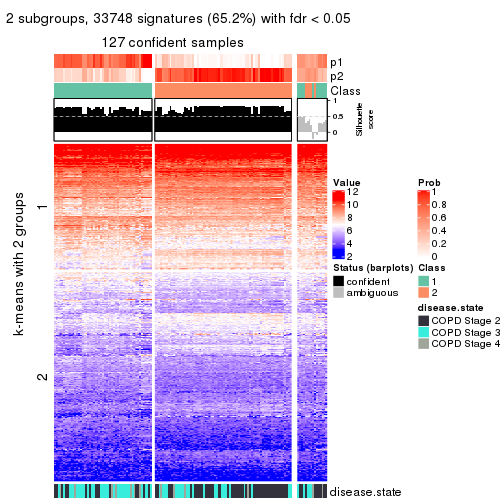 2 subgroups, 33748 signatures (65.2%) with fdr < 0.05
127 confident samples
p1
p2
Class
1
0.5
0
Silhouette
score
k-means with 2 groups
1
2
Value
12
10
8
6
4
2
Prob
1
0.8
0.6
0.4
0.2
0
Status (barplots)
confident
ambiguous
Class
1
2
disease.state
COPD Stage 2
COPD Stage 3
COPD Stage 4
disease.state